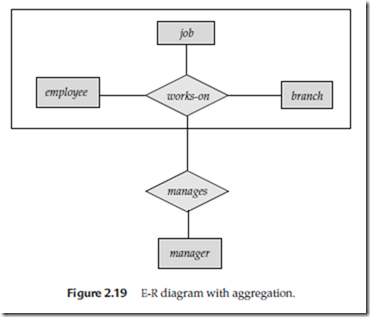 job
employee
works-on
branch
manages
manager
Figure 2.19 E-R diagram with aggregation.